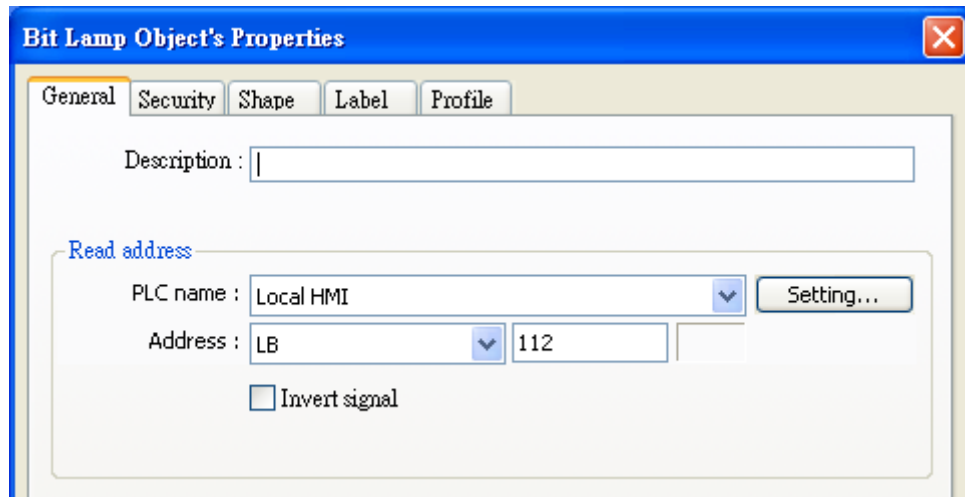 Bit Lamp Object's Properties
General Security Shape Label Profile
Description :
Read address
PLC name : Local HMI Setting...
Address : LB 112
Invert signal